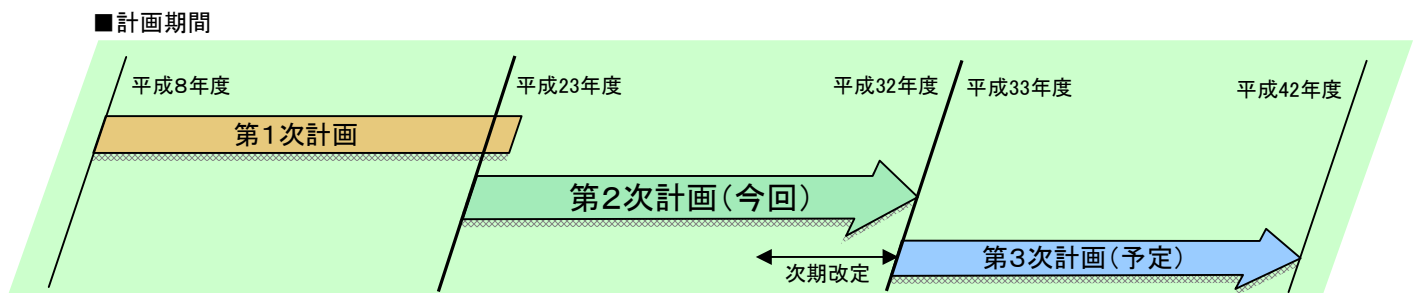 ■計画期間
平成8年度
平成23年度
平成32年度
平成33年度
平成42年度
第1次計画
第2次計画(今回)
次期改定
第3次計画(予定)